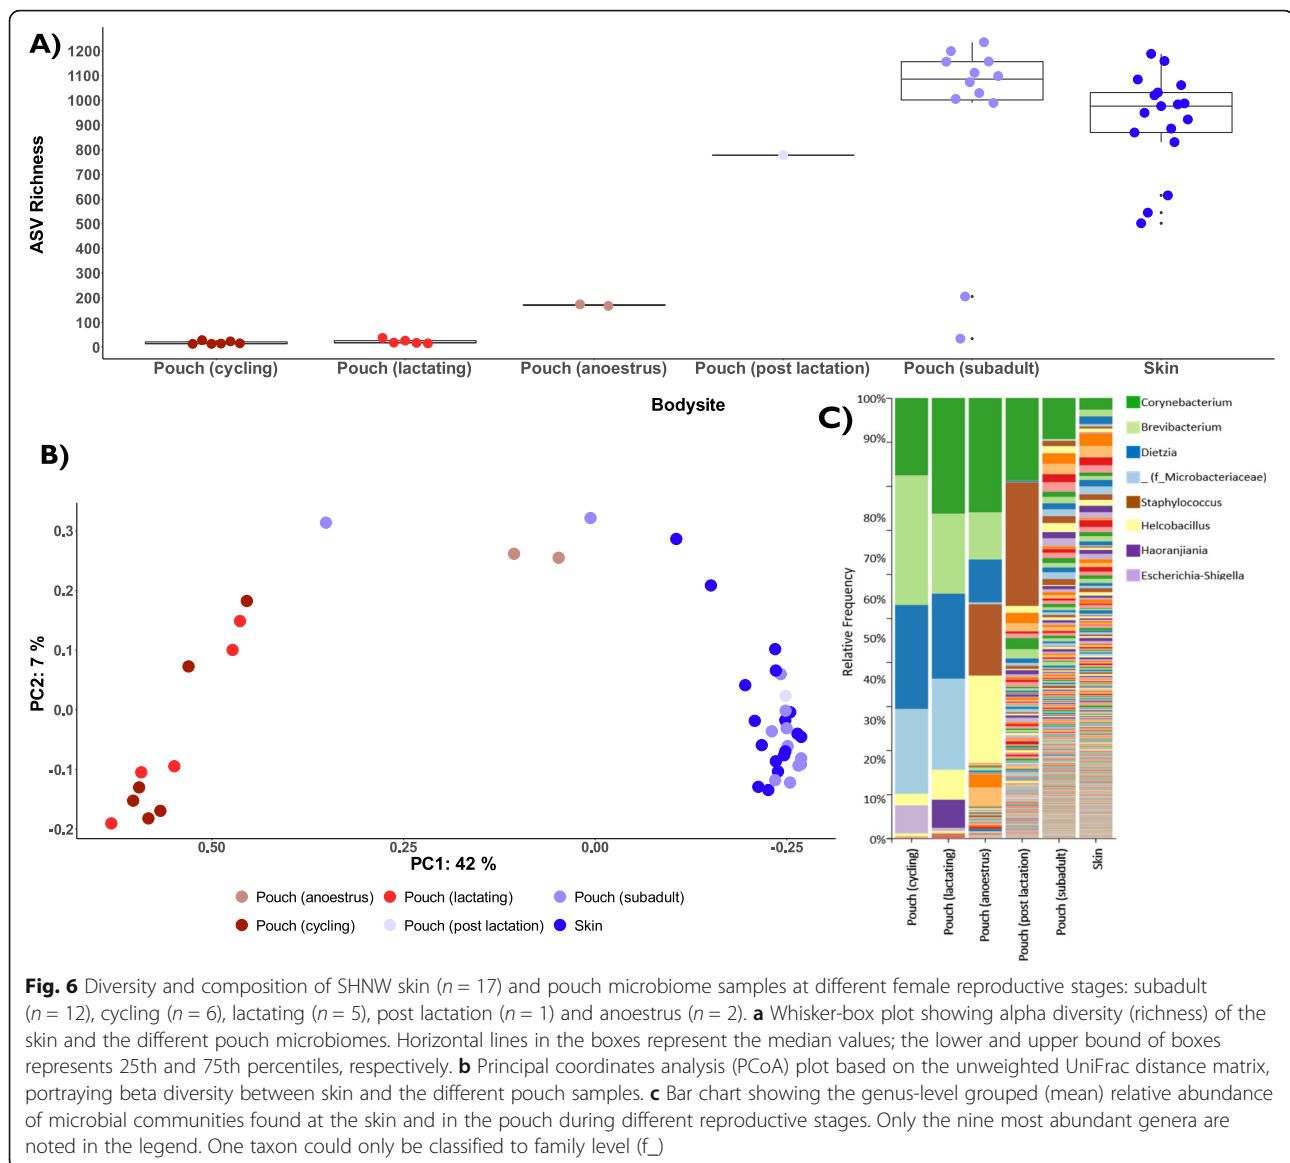 A)
1200
1100
1000
900
800
700
600
500
400
300
200
100
0
ASV Richness
Pouch (cycling) Pouch (lactating) Pouch (anoestrus) Pouch (post lactation) Pouch (subadult) Skin
Bodysite
B)
0.3
0.2
0.1
0.0
-0.1
-0.2
PC2: 7 %
0.50 0.25 0.00 -0.25
PC1: 42 %
Pouch (anoestrus) Pouch (lactating) Pouch (subadult)
Pouch (cycling) Pouch (post lactation) Skin
C)
100%
90%
80%
70%
60%
50%
40%
30%
20%
10%
0%
Relative Frequency
Pouch (cycling)
Pouch (lactating)
Pouch (anoestrus)
Pouch (post lactation)
Pouch (subadult)
Skin
Corynebacterium
Brevibacterium
Dietzia
_ (f_Microbacteriaceae)
Staphylococcus
Helcobacillus
Haoranjiania
Escherichia-Shigella
Fig. 6 Diversity and composition of SHNW skin (n = 17) and pouch microbiome samples at different female reproductive stages: subadult
(n = 12), cycling (n = 6), lactating (n = 5), post lactation (n = 1) and anoestrus (n = 2). a Whisker-box plot showing alpha diversity (richness) of the
skin and the different pouch microbiomes. Horizontal lines in the boxes represent the median values; the lower and upper bound of boxes
represents 25th and 75th percentiles, respectively. b Principal coordinates analysis (PCoA) plot based on the unweighted UniFrac distance matrix,
portraying beta diversity between skin and the different pouch samples. c Bar chart showing the genus-level grouped (mean) relative abundance
of microbial communities found at the skin and in the pouch during different reproductive stages. Only the nine most abundant genera are
noted in the legend. One taxon could only be classified to family level (f_)